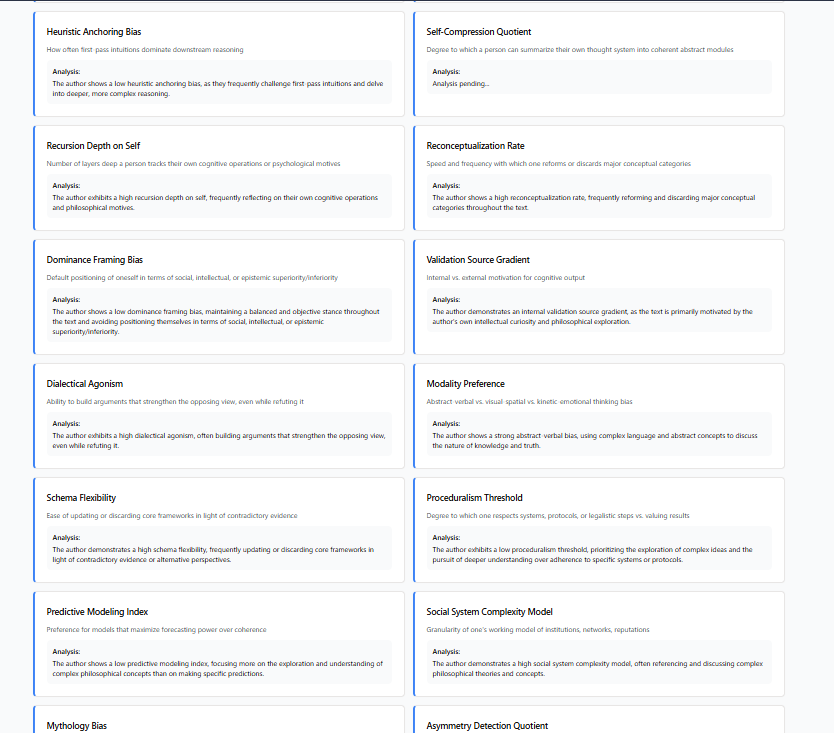 Heuristic Anchoring Bias
How often first-pass intuitions dominate downstream reasoning
Analysis:
The author shows a low heuristic anchoring bias, as they frequently challenge first-pass intuitions and delve
into deeper, more complex reasoning.
Self-Compression Quotient
Degree to which a person can summarize their own thought system into coherent abstract modules
Analysis:
Analysis pending...
Recursion Depth on Self
Number of layers deep a person tracks their own cognitive operations or psychological motives
Analysis:
The author exhibits a high recursion depth on self, frequently reflecting on their own cognitive operations
and philosophical motives.
Reconceptualization Rate
Speed and frequency with which one reforms or discards major conceptual categories
Analysis:
The author shows a high reconceptualization rate, frequently reforming and discarding major conceptual
categories throughout the text.
Dominance Framing Bias
Default positioning of oneself in terms of social, intellectual, or epistemic superiority/inferiority
Analysis:
The author shows a low dominance framing bias, maintaining a balanced and objective stance throughout
the text and avoiding positioning themselves in terms of social, intellectual, or epistemic
superiority/inferiority.
Validation Source Gradient
Internal vs. external motivation for cognitive output
Analysis:
The author demonstrates an internal validation source gradient, as the text is primarily motivated by the
author's own intellectual curiosity and philosophical exploration.
Dialectical Agonism
Ability to build arguments that strengthen the opposing view, even while refuting it
Analysis:
The author exhibits a high dialectical agonism, often building arguments that strengthen the opposing view,
even while refuting it.
Modality Preference
Abstract-verbal vs. visual-spatial vs. kinetic-emotional thinking bias
Analysis:
The author shows a strong abstract-verbal bias, using complex language and abstract concepts to discuss
the nature of knowledge and truth.
Schema Flexibility
Ease of updating or discarding core frameworks in light of contradictory evidence
Analysis:
The author demonstrates a high schema flexibility, frequently updating or discarding core frameworks in
light of contradictory evidence or alternative perspectives.
Proceduralism Threshold
Degree to which one respects systems, protocols, or legalistic steps vs. valuing results
Analysis:
The author exhibits a low proceduralism threshold, prioritizing the exploration of complex ideas and the
pursuit of deeper understanding over adherence to specific systems or protocols.
Predictive Modeling Index
Preference for models that maximize forecasting power over coherence
Analysis:
The author shows a low predictive modeling index, focusing more on the exploration and understanding of
complex philosophical concepts than on making specific predictions.
Social System Complexity Model
Granularity of one's working model of institutions, networks, reputations
Analysis:
The author demonstrates a high social system complexity model, often referencing and discussing complex
philosophical theories and concepts.
Mythology Bias
Asymmetry Detection Quotient